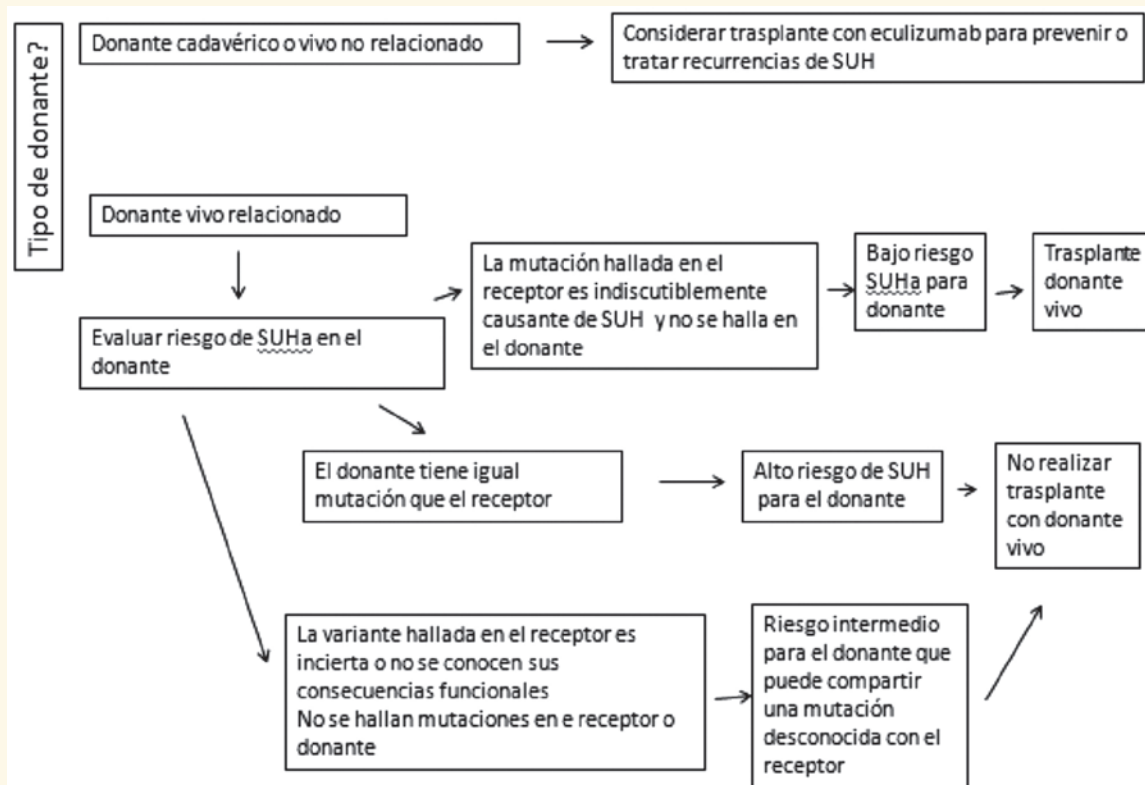 Tipo de donante?
Donante cadavérico o vivo no relacionado
Considerar trasplante con eculizumab para prevenir o
tratar recurrencias de SUH
Donante vivo relacionado
Evaluar riesgo de SUHa en el
donante
La mutación hallada en el
receptor es indiscutiblemente
causante de SUH y no se halla en
el donante
Bajo riesgo
SUHa para
donante
Trasplante
donante
vivo
El donante tiene igual
mutación que el receptor
Alto riesgo de SUH
para el donante
No realizar
trasplante
con donante
vivo
La variante hallada en el receptor es
incierta o no se conocen sus
consecuencias funcionales
No se hallan mutaciones en e receptor o
donante
Riesgo intermedio
para el donante que
puede compartir
una mutación
desconocida con el
receptor